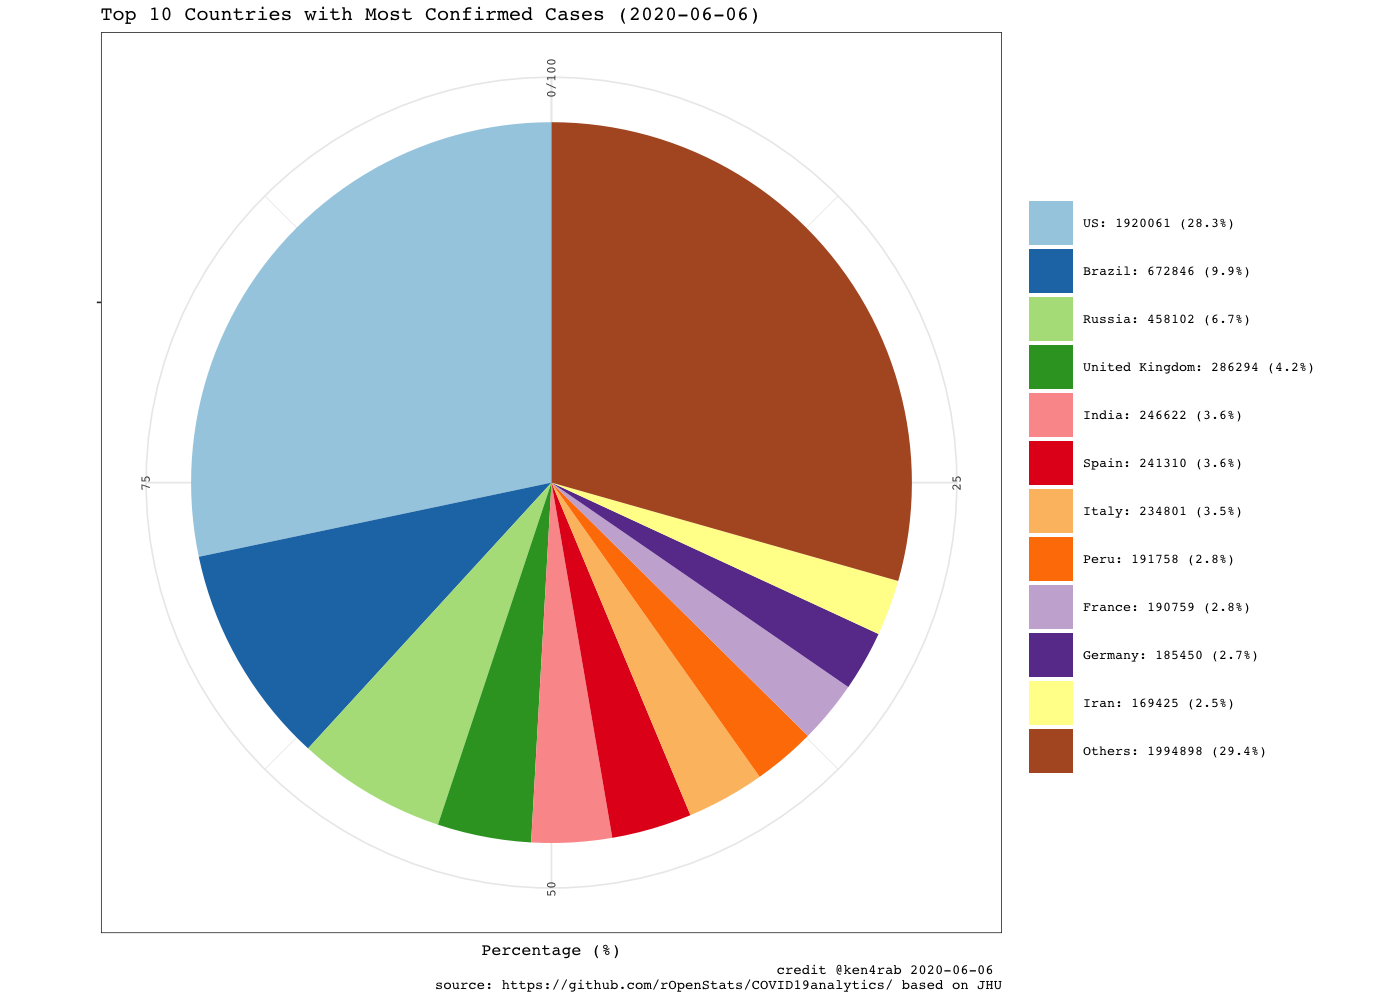 Top 10 Countries with Most Confirmed Cases (2020-06-06)
0/100
25
50
75
US: 1920061 (28.3%)
Brazil: 672846 (9.9%)
Russia: 458102 (6.7%)
United Kingdom: 286294 (4.2%)
India: 246622 (3.6%)
Spain: 241310 (3.6%)
Italy: 234801 (3.5%)
Peru: 191758 (2.8%)
France: 190759 (2.8%)
Germany: 185450 (2.7%)
Iran: 169425 (2.5%)
Others: 1994898 (29.4%)
Percentage (%)
credit @ken4rab 2020-06-06
source: https://github.com/rOpenStats/COVID19analytics/ based on JHU